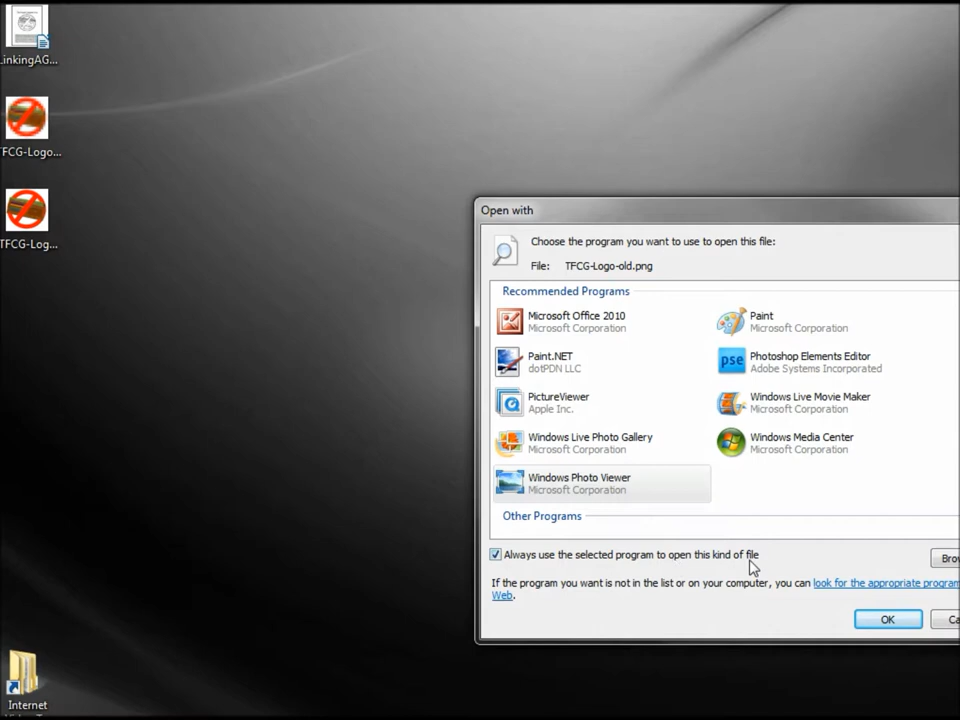 LinkingAG...
TFCG-Logo...
TFCG-Log...
Open with
Choose the program you want to use to open this file:
File: TFCG-Logo-old.png
Recommended Programs
Microsoft Office 2010
Microsoft Corporation
Paint
Microsoft Corporation
Paint.NET
dotPDN LLC
pse
Photoshop Elements Editor
Adobe Systems Incorporated
PictureViewer
Apple Inc.
Windows Live Movie Maker
Microsoft Corporation
Windows Live Photo Gallery
Microsoft Corporation
Windows Media Center
Microsoft Corporation
Windows Photo Viewer
Microsoft Corporation
Other Programs
Always use the selected program to open this kind of file
Brow
If the program you want is not in the list or on your computer, you can look for the appropriate program
Web.
OK
Ca
Internet